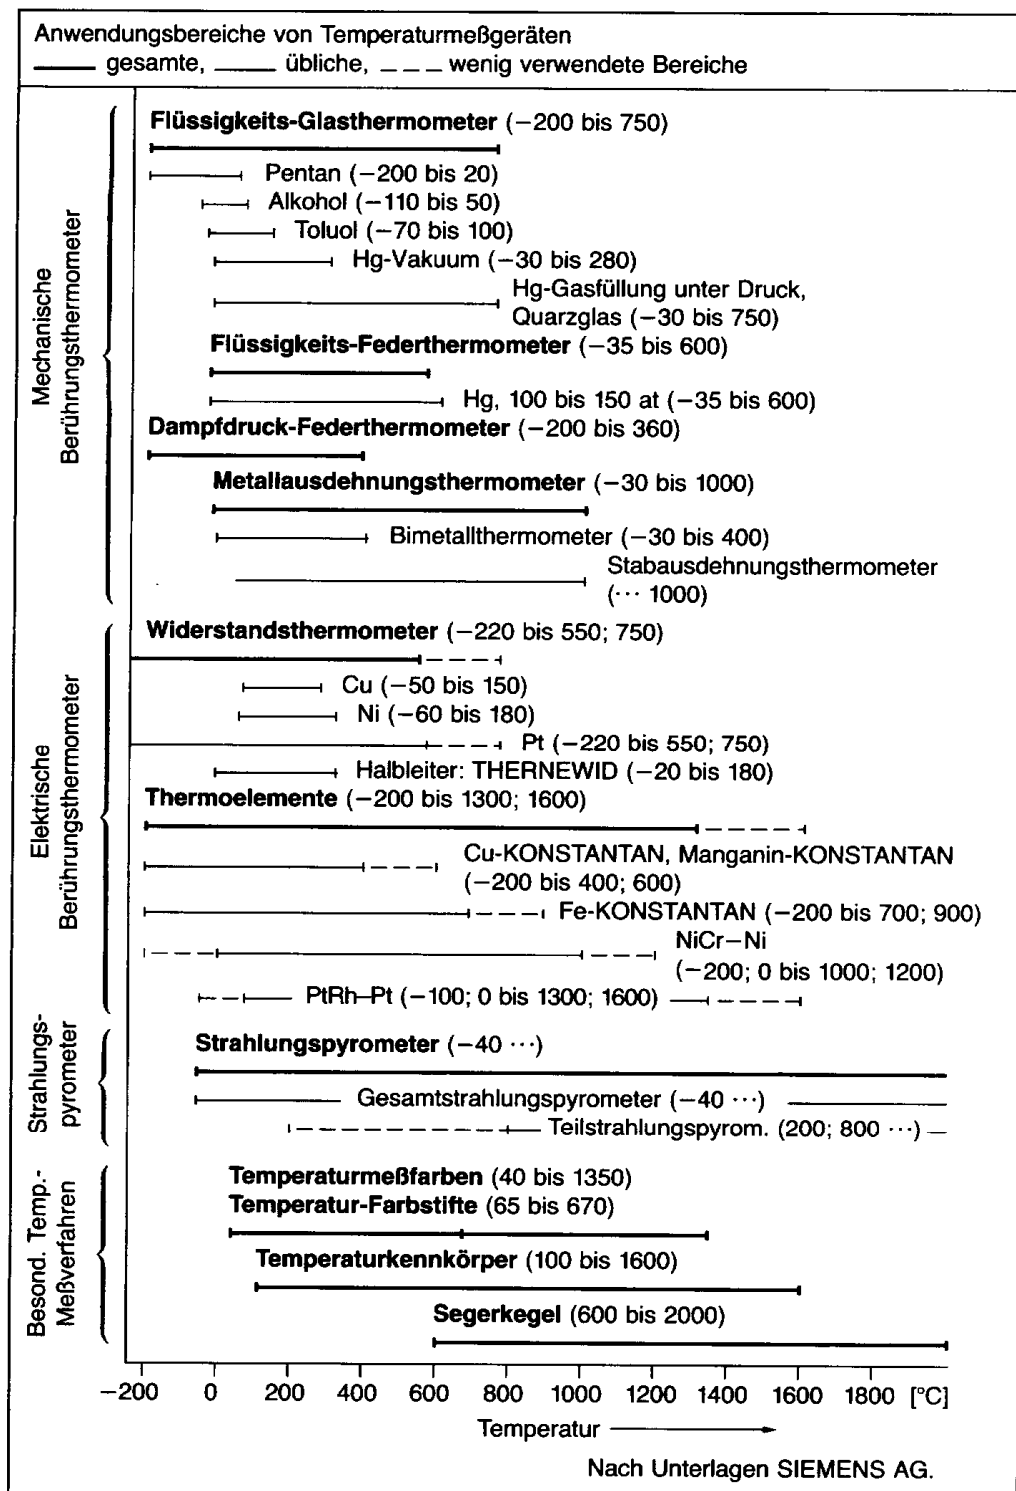 Anwendungsbereiche von Temperaturmeßgeräten
gesamte, übliche, wenig verwendete Bereiche
Mechanische
Berührungsthermometer
Flüssigkeits-Glasthermometer (−200 bis 750)
Pentan (−200 bis 20)
Alkohol (−110 bis 50)
Toluol (−70 bis 100)
Hg-Vakuum (−30 bis 280)
Hg-Gasfüllung unter Druck,
Quarzglas (−30 bis 750)
Flüssigkeits-Federthermometer (−35 bis 600)
Hg, 100 bis 150 at (−35 bis 600)
Dampfdruck-Federthermometer (−200 bis 360)
Metallausdehnungsthermometer (−30 bis 1000)
Bimetallthermometer (−30 bis 400)
Stabausdehnungsthermometer
(··· 1000)
Elektrische
Berührungsthermometer
Widerstandsthermometer (−220 bis 550; 750)
Cu (−50 bis 150)
Ni (−60 bis 180)
Pt (−220 bis 550; 750)
Halbleiter: THERNEWID (−20 bis 180)
Thermoelemente (−200 bis 1300; 1600)
Cu-KONSTANTAN, Manganin-KONSTANTAN
(−200 bis 400; 600)
Fe-KONSTANTAN (−200 bis 700; 900)
NiCr−Ni
(−200; 0 bis 1000; 1200)
PtRh–Pt (−100; 0 bis 1300; 1600)
Strahlungs-
pyrometer
Strahlungspyrometer (−40 ···)
Gesamtstrahlungspyrometer (−40 ···)
Teilstrahlungspyrom. (200; 800 ···)
Besond. Temp.-
Meßverfahren
Temperaturmeßfarben (40 bis 1350)
Temperatur-Farbstifte (65 bis 670)
Temperaturkennkörper (100 bis 1600)
Segerkegel (600 bis 2000)
−200 0 200 400 600 800 1000 1200 1400 1600 1800 [°C]
Temperatur
Nach Unterlagen SIEMENS AG.